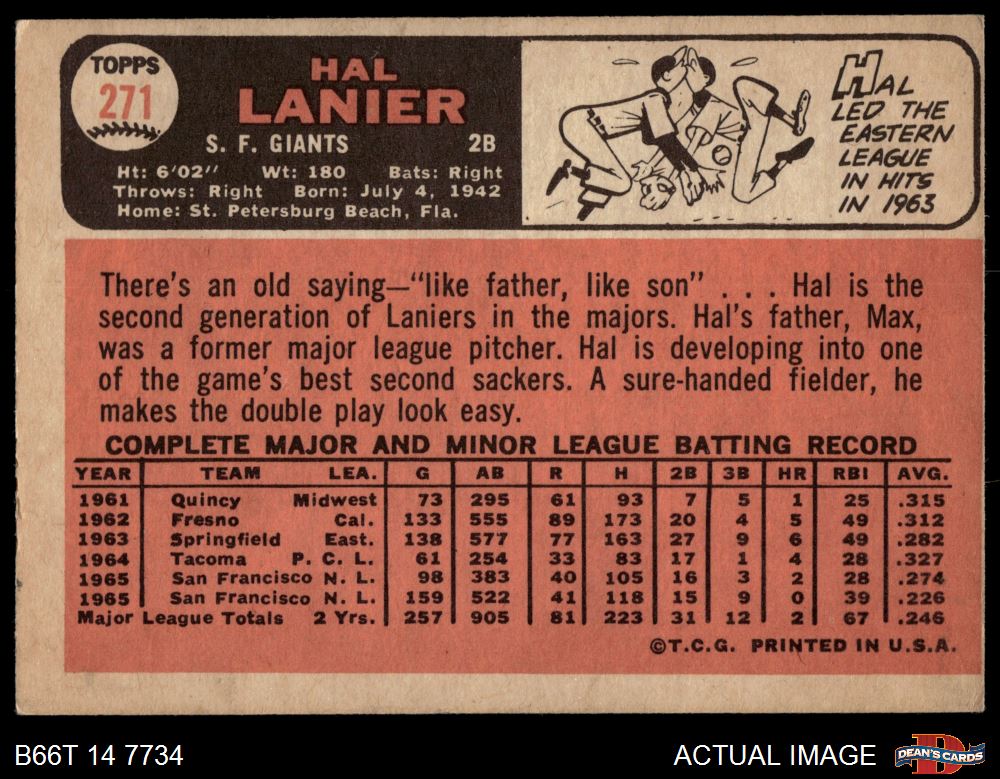 TOPPS
271
HAL
LANIER
S. F. GIANTS 2B
Ht: 6'02" Wt: 180 Bats: Right
Throws: Right Born: July 4, 1942
Home: St. Petersburg Beach, Fla.
HAL
LED THE
EASTERN
LEAGUE
IN HITS
IN 1963
There's an old saying—"like father, like son" . . . Hal is the
second generation of Laniers in the majors. Hal's father, Max,
was a former major league pitcher. Hal is developing into one
of the game's best second sackers. A sure-handed fielder, he
makes the double play look easy.
COMPLETE MAJOR AND MINOR LEAGUE BATTING RECORD
YEAR TEAM LEA. G AB R H 2B 3B HR RBI AVG.
1961 Quincy Midwest 73 295 61 93 7 5 1 25 .315
1962 Fresno Cal. 133 555 89 173 20 4 5 49 .312
1963 Springfield East. 138 577 77 163 27 9 6 49 .282
1964 Tacoma P. C. L. 61 254 33 83 17 1 4 28 .327
1965 San Francisco N. L. 98 383 40 105 16 3 2 28 .274
1965 San Francisco N. L. 159 522 41 118 15 9 0 39 .226
Major League Totals 2 Yrs. 257 905 81 223 31 12 2 67 .246
©T.C.G. PRINTED IN U.S.A.
B66T 14 7734 ACTUAL IMAGE DEAN'S CARDS